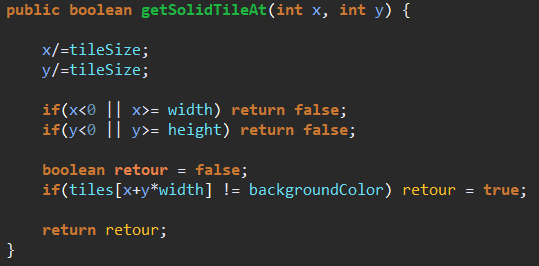 public boolean getSolidTileAt(int x, int y) {
x/=tileSize;
y/=tileSize;
if(x<0 || x>= width) return false;
if(y<0 || y>= height) return false;
boolean retour = false;
if(tiles[x+y*width] != backgroundColor) retour = true;
return retour;
}